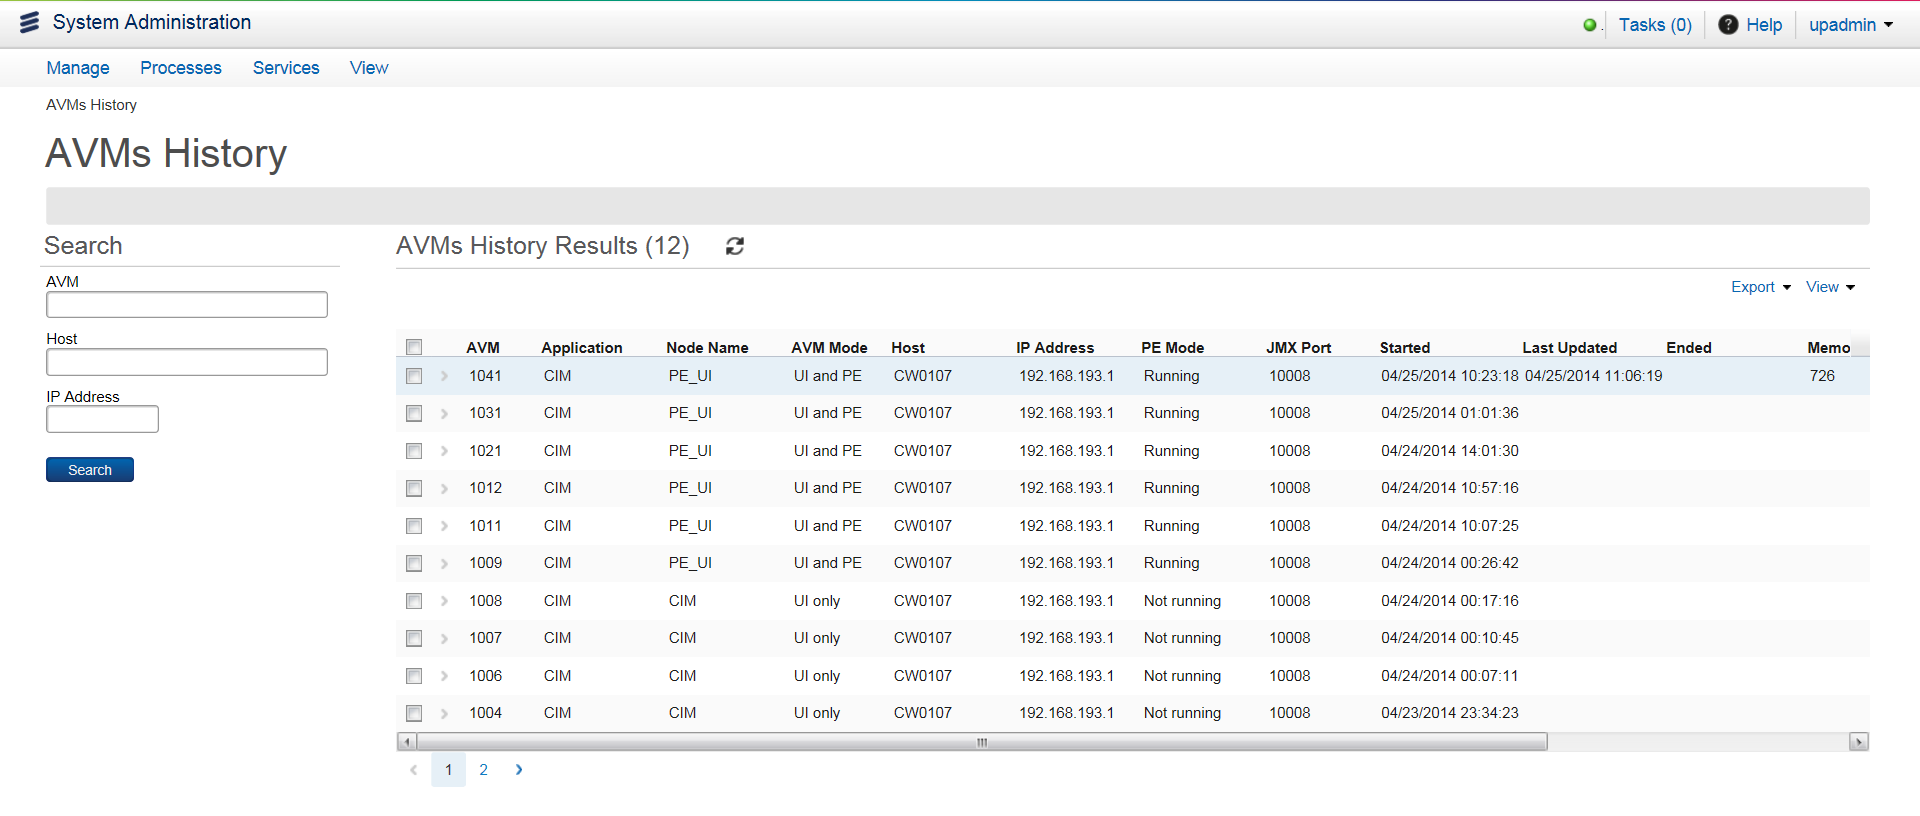 System Administration
. Tasks (0) ? Help upadmin
Manage Processes Services View
AVMs History
AVMs History
Search
AVM
Host
IP Address
Search
AVMs History Results (12)
Export View
AVM Application Node Name AVM Mode Host IP Address PE Mode JMX Port Started Last Updated Ended Memo
1041 CIM PE_UI UI and PE CW0107 192.168.193.1 Running 10008 04/25/2014 10:23:18 04/25/2014 11:06:19 726
1031 CIM PE_UI UI and PE CW0107 192.168.193.1 Running 10008 04/25/2014 01:01:36
1021 CIM PE_UI UI and PE CW0107 192.168.193.1 Running 10008 04/24/2014 14:01:30
1012 CIM PE_UI UI and PE CW0107 192.168.193.1 Running 10008 04/24/2014 10:57:16
1011 CIM PE_UI UI and PE CW0107 192.168.193.1 Running 10008 04/24/2014 10:07:25
1009 CIM PE_UI UI and PE CW0107 192.168.193.1 Running 10008 04/24/2014 00:26:42
1008 CIM CIM UI only CW0107 192.168.193.1 Not running 10008 04/24/2014 00:17:16
1007 CIM CIM UI only CW0107 192.168.193.1 Not running 10008 04/24/2014 00:10:45
1006 CIM CIM UI only CW0107 192.168.193.1 Not running 10008 04/24/2014 00:07:11
1004 CIM CIM UI only CW0107 192.168.193.1 Not running 10008 04/23/2014 23:34:23
1 2